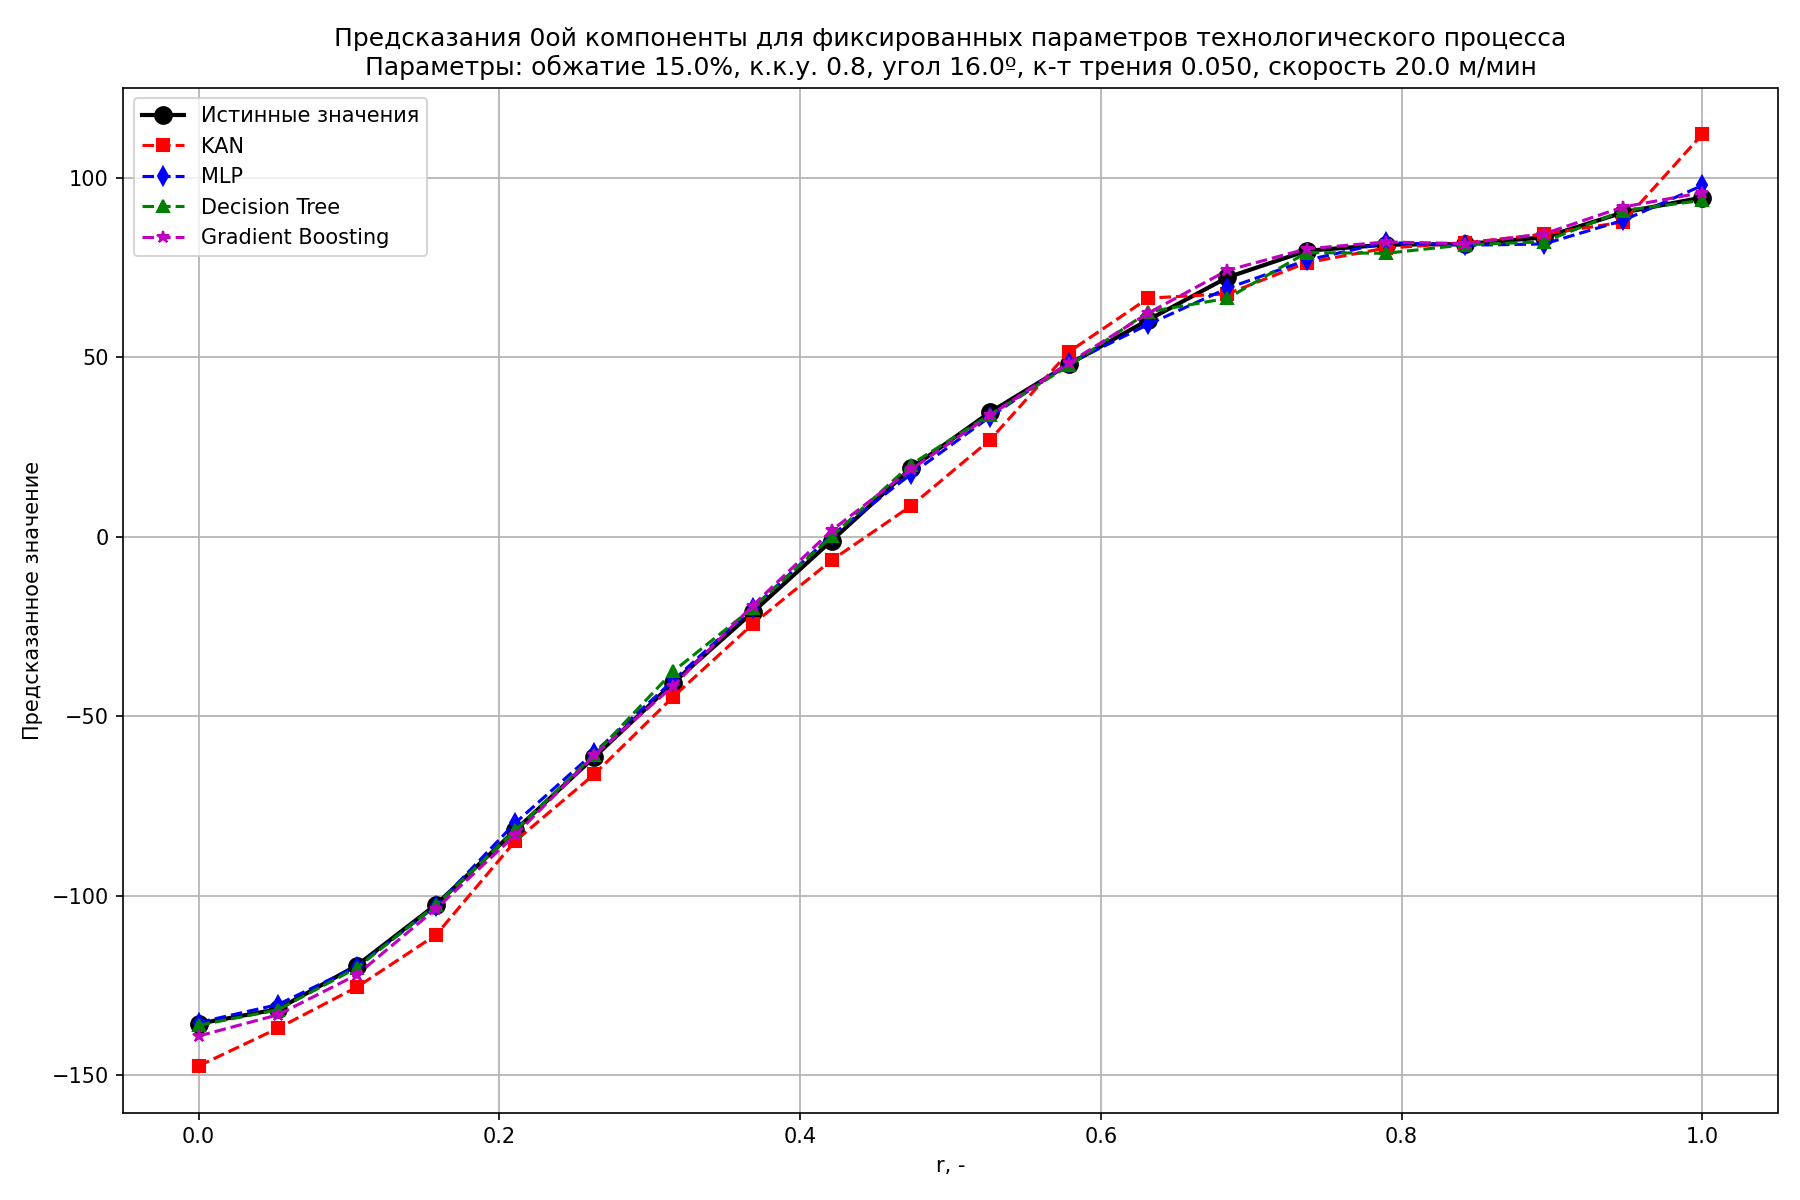 Предсказания 0ой компоненты для фиксированных параметров технологического процесса
Параметры: обжатие 15.0%, к.к.у. 0.8, угол 16.0º, к-т трения 0.050, скорость 20.0 м/мин
Истинные значения
KAN
MLP
Decision Tree
Gradient Boosting
Предсказанное значение
100
50
0
−50
−100
−150
0.0
0.2
0.4
0.6
0.8
1.0
r, -